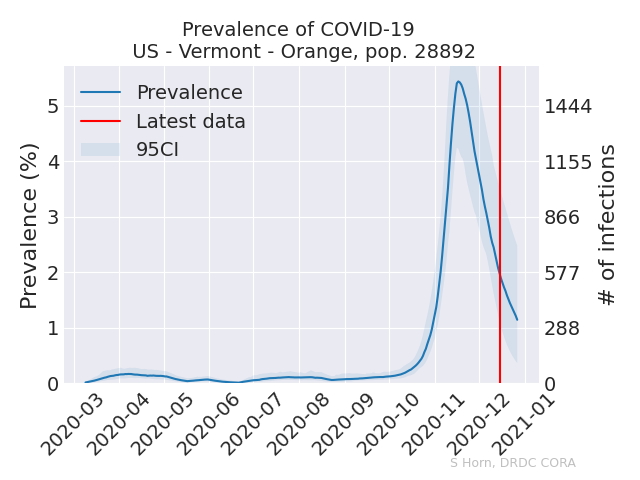 Prevalence of COVID-19
US - Vermont - Orange, pop. 28892
Prevalence
Latest data
95CI
Prevalence (%)
5
4
3
2
1
0
1444
1155
866
577
288
0
# of infections
2020-03
2020-04
2020-05
2020-06
2020-07
2020-08
2020-09
2020-10
2020-11
2020-12
2021-01
S Horn, DRDC CORA